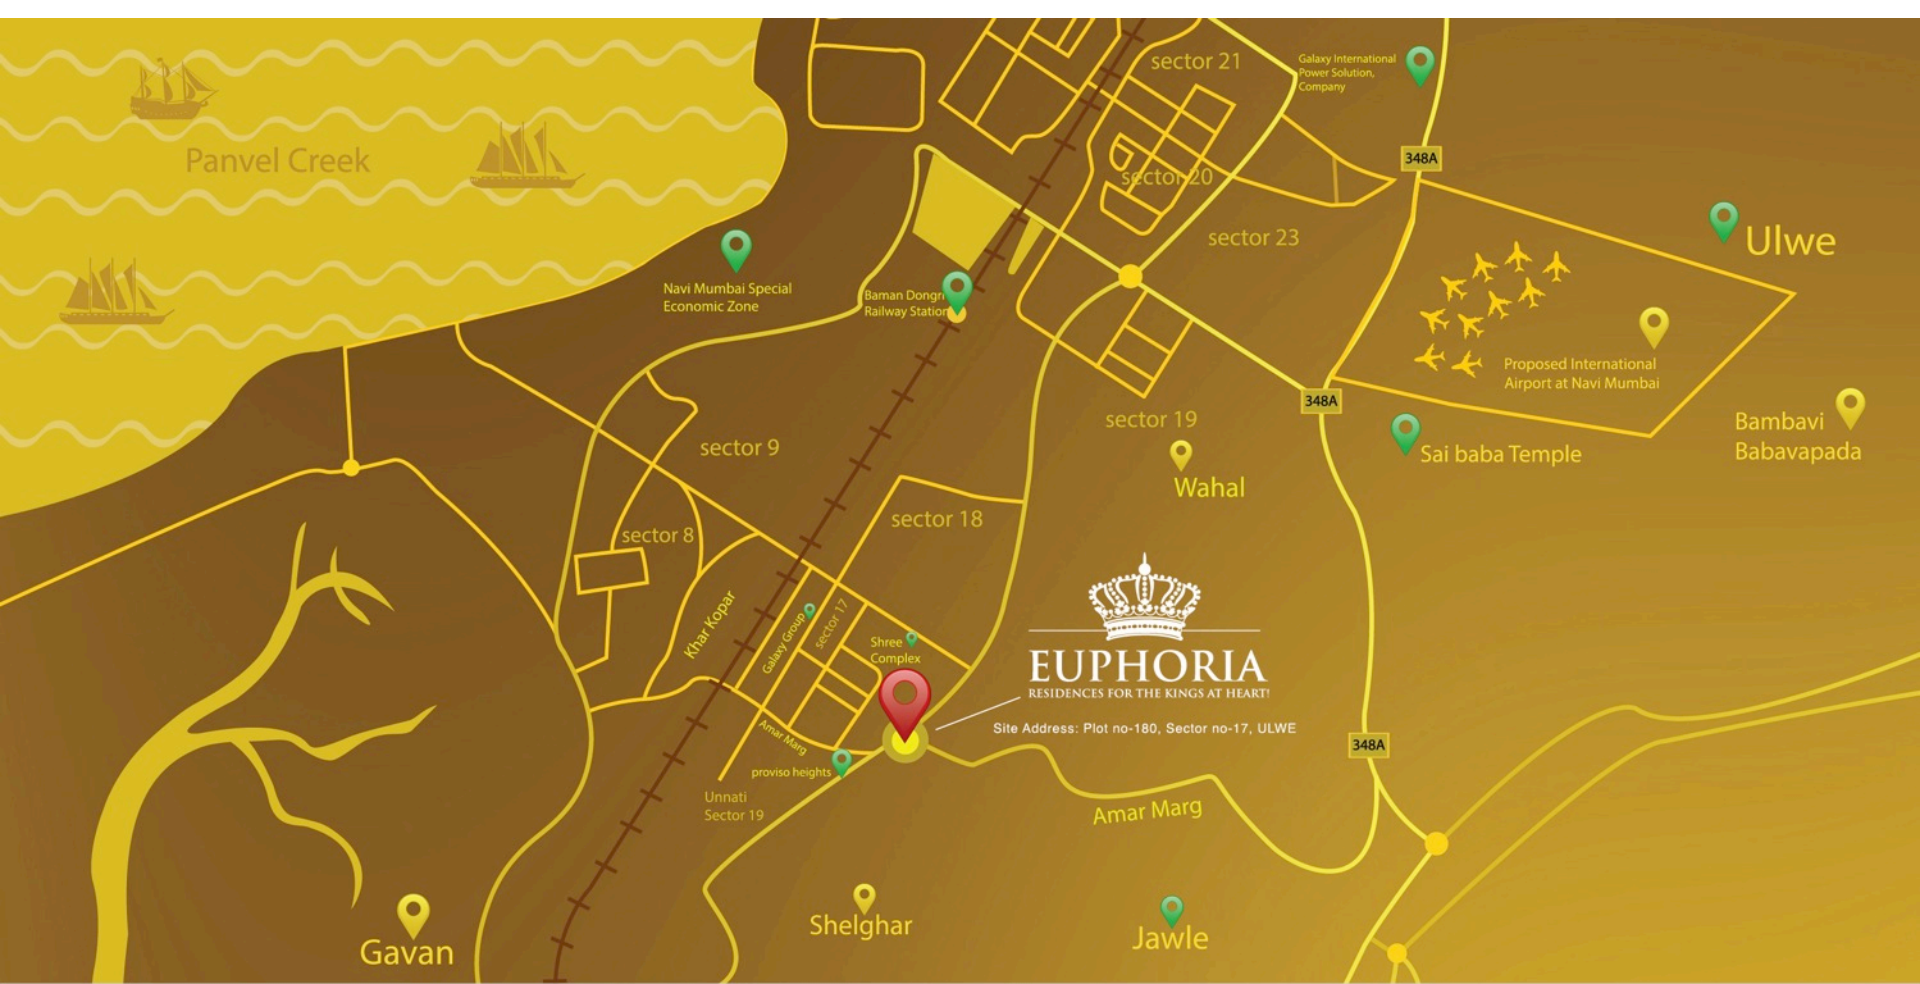 sector 21
Galaxy International
Power Solution,
Company
Panvel Creek
348A
sector 20
sector 23
Ulwe
Navi Mumbai Special
Economic Zone
Baman Dongri
Railway Station
Proposed International
Airport at Navi Mumbai
348A
sector 19
Bambavi
Babavapada
sector 9
Sai baba Temple
Wahal
sector 18
sector 8
Khar Kopar
Galaxy Group
sector 17
Shree
Complex
EUPHORIA
RESIDENCES FOR THE KINGS AT HEART!
Site Address: Plot no-180, Sector no-17, ULWE
Amar Marg
348A
proviso heights
Unnati
Sector 19
Amar Marg
Shelghar
Jawle
Gavan